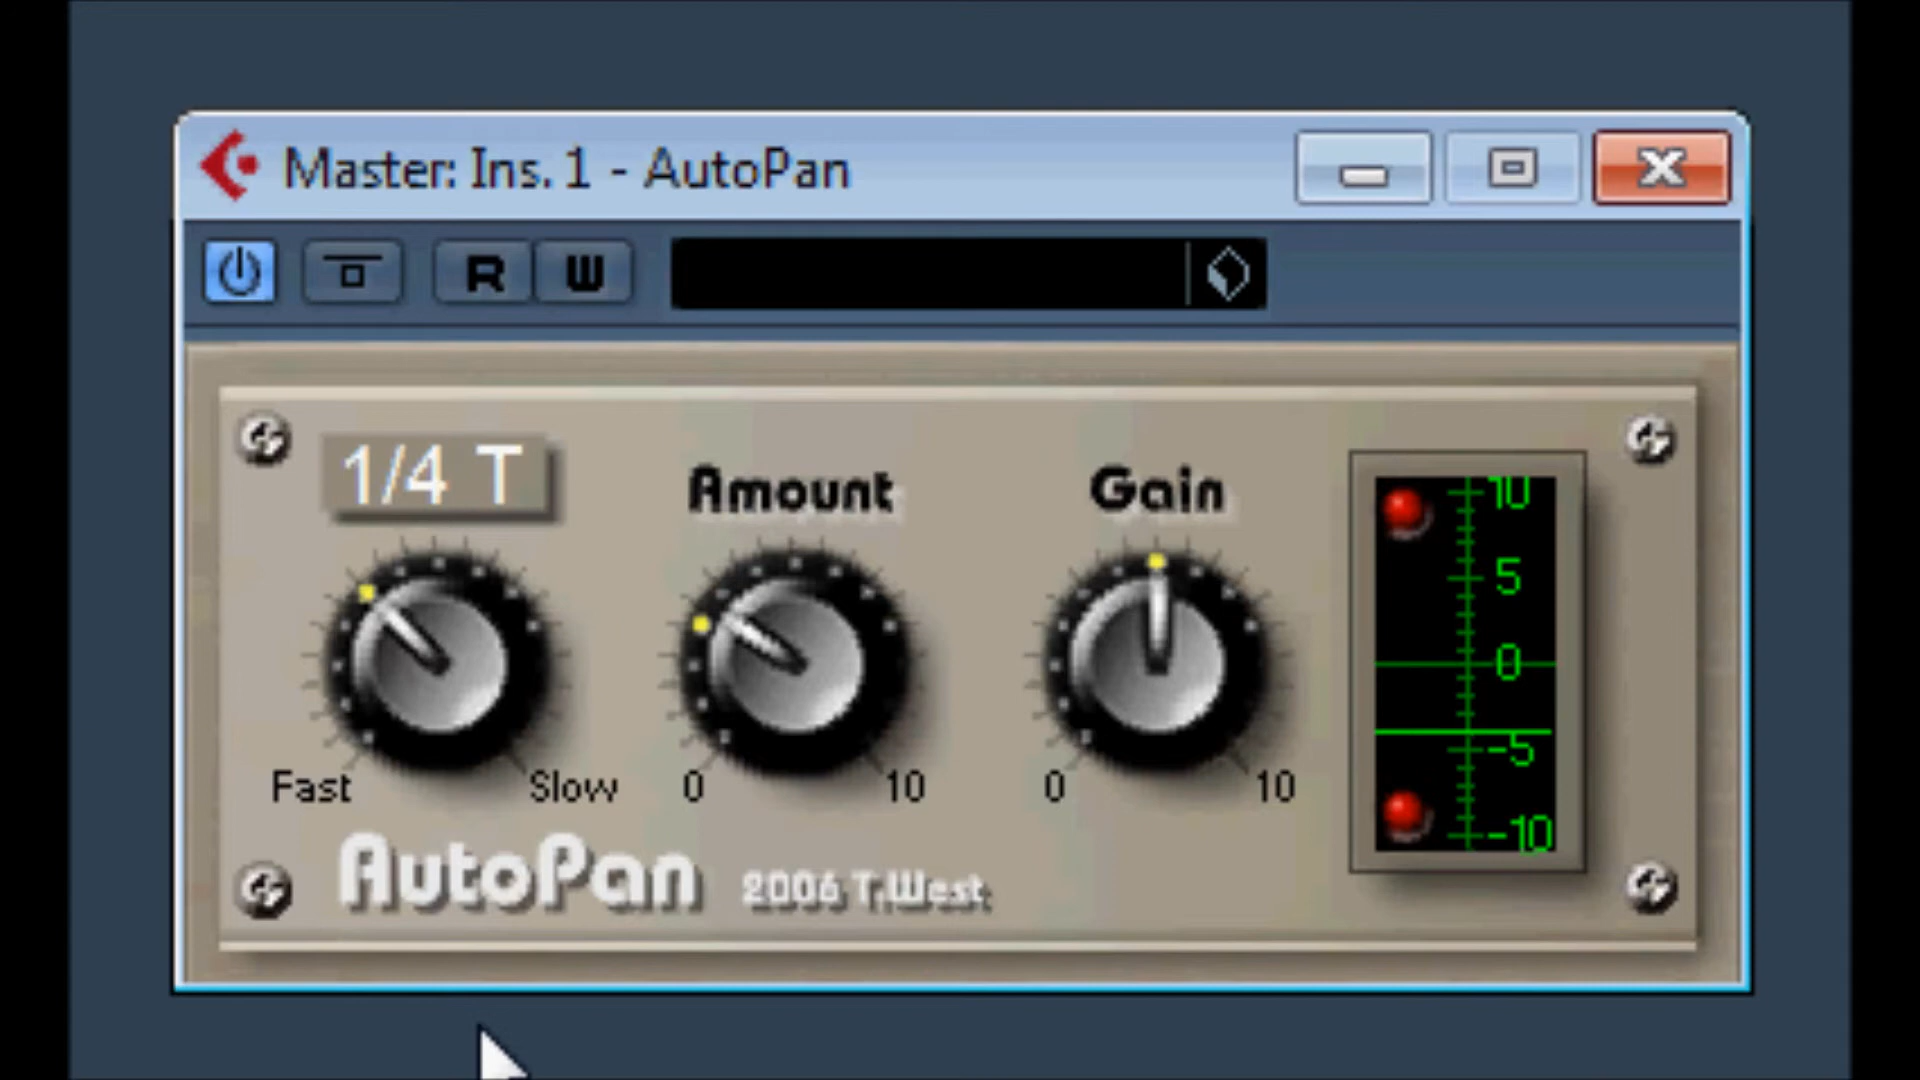 Master: Ins. 1 - AutoPan
R W
1/4 T
Amount
Gain
10
5
0
-5
-10
Fast Slow
0 10
0 10
AutoPan 2006 T.West